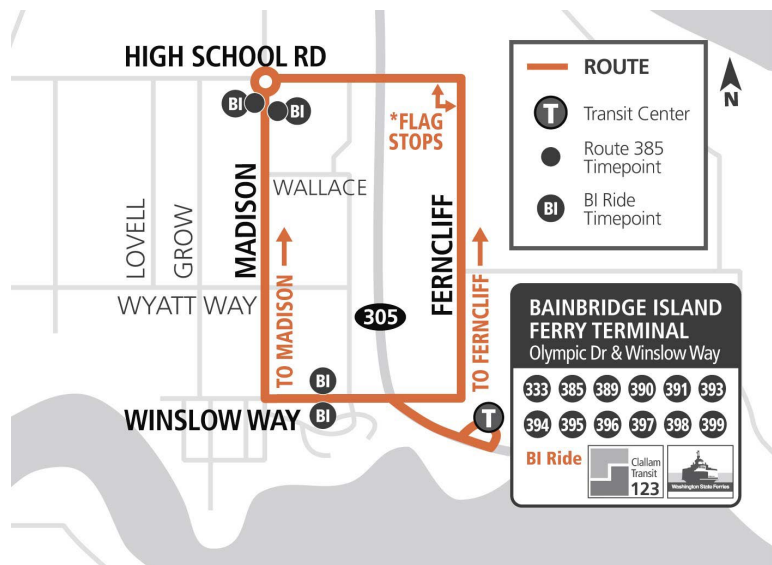 HIGH SCHOOL RD
BI
BI
*FLAG
STOPS
ROUTE
T
Transit Center
Route 385
Timepoint
BI
BI Ride
Timepoint
N
WALLACE
LOVELL
GROW
MADISON
FERNCLIFF
WYATT WAY
TO MADISON
305
TO FERNCLIFF
BI
BI
WINSLOW WAY
T
BAINBRIDGE ISLAND
FERRY TERMINAL
Olympic Dr & Winslow Way
333 385 389 390 391 393
394 395 396 397 398 399
BI Ride
Clallam
Transit
123
Washington State Ferries